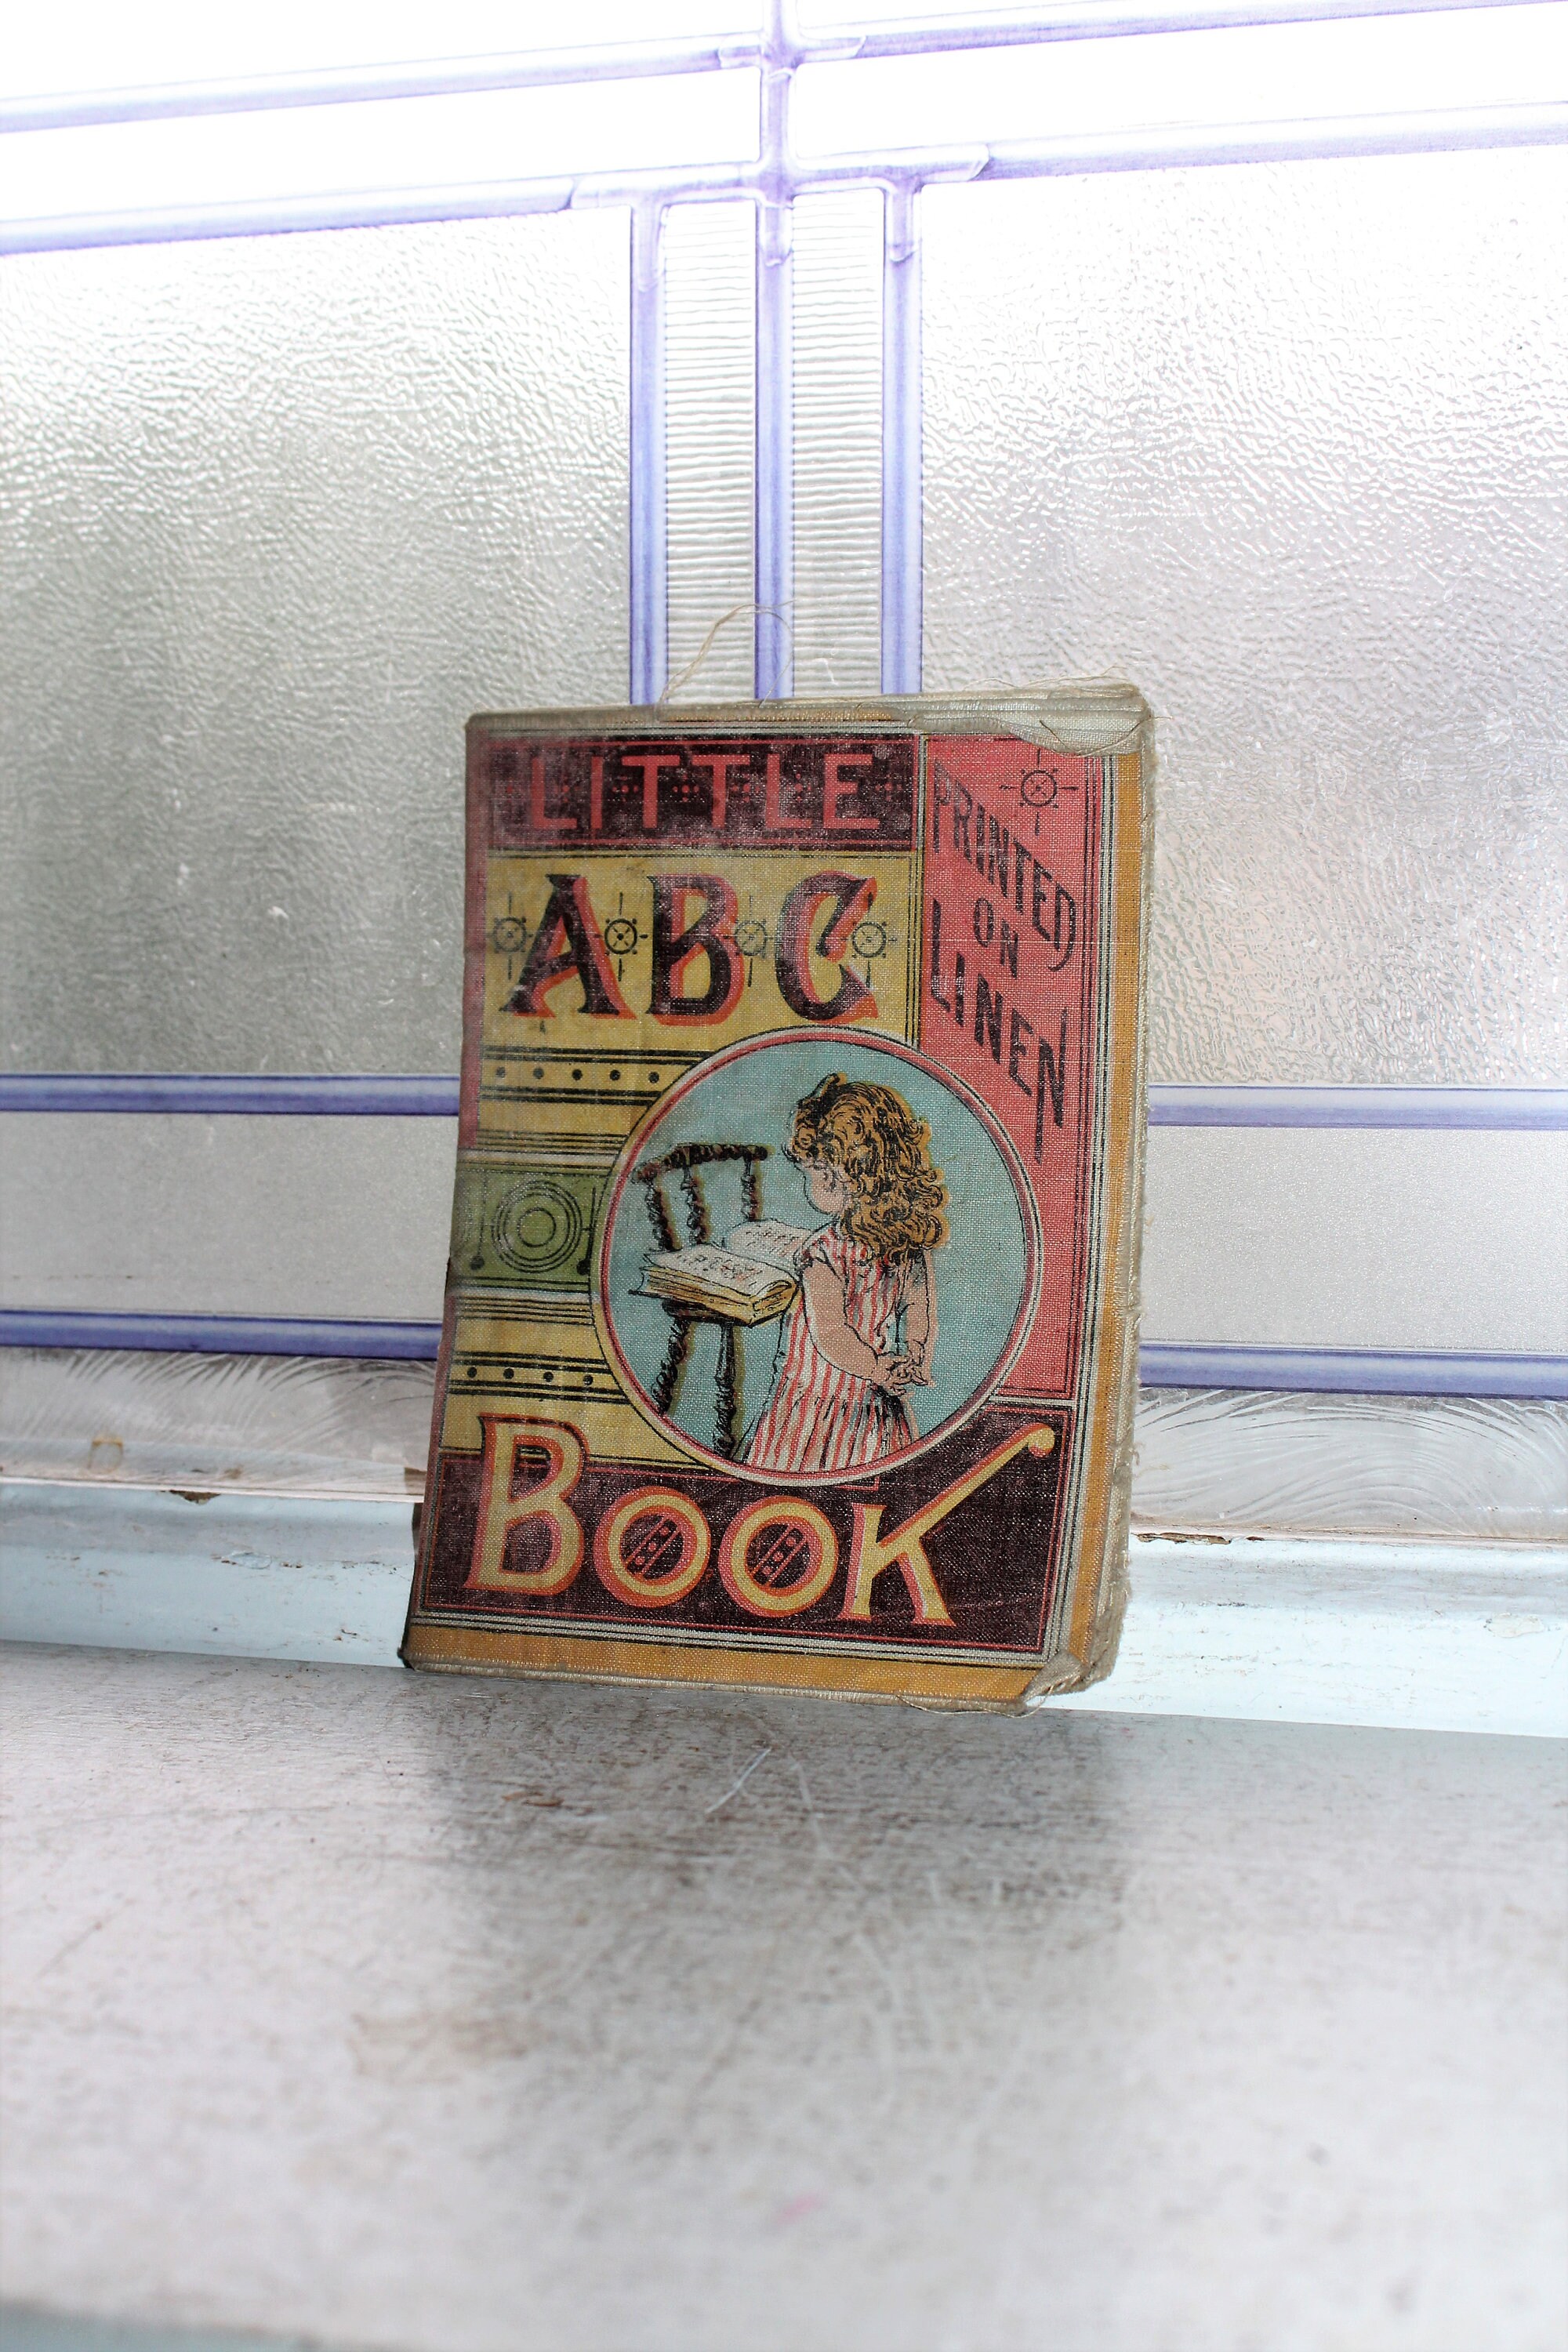 LITTLE
ABC
PRINTED
ON
LINEN
BOOK